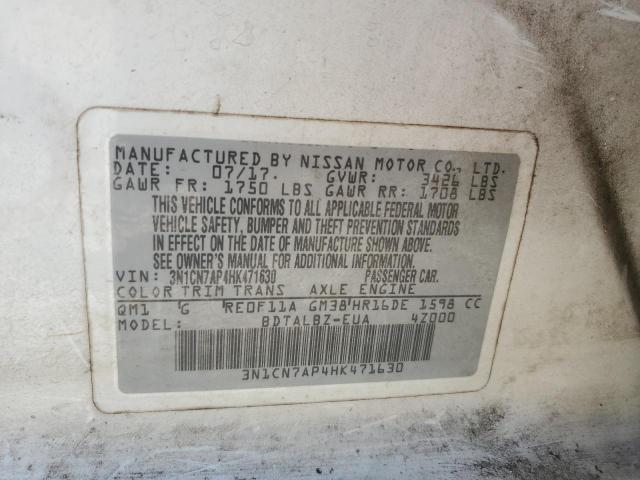 MANUFACTURED BY NISSAN MOTOR CO., LTD.
DATE: 07/17. GVWR: 3426 LBS
GAWR FR: 1750 LBS GAWR RR: 1708 LBS
THIS VEHICLE CONFORMS TO ALL APPLICABLE FEDERAL MOTOR
VEHICLE SAFETY, BUMPER AND THEFT PREVENTION STANDARDS
IN EFFECT ON THE DATE OF MANUFACTURE SHOWN ABOVE.
SEE OWNER'S MANUAL FOR ADDITIONAL INFORMATION.
VIN: 3N1CN7AP4HK471630 PASSENGER CAR.
COLOR TRIM TRANS AXLE ENGINE
QM1 G RE0F11A GM38 HR16DE 1598 CC
MODEL: BDTALBZ-EUA 4Z000
3N1CN7AP4HK471630